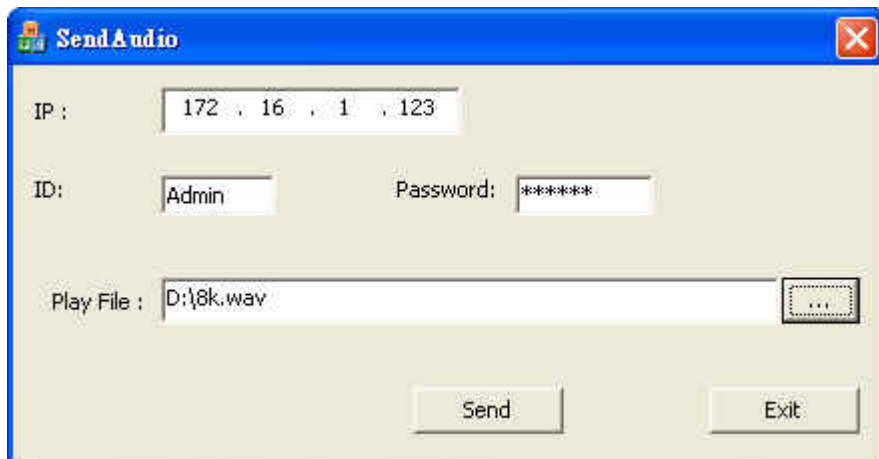 SendAudio
IP : 172 . 16 . 1 . 123
ID: Admin Password: ******
Play File : D:\8k.wav ...
Send Exit